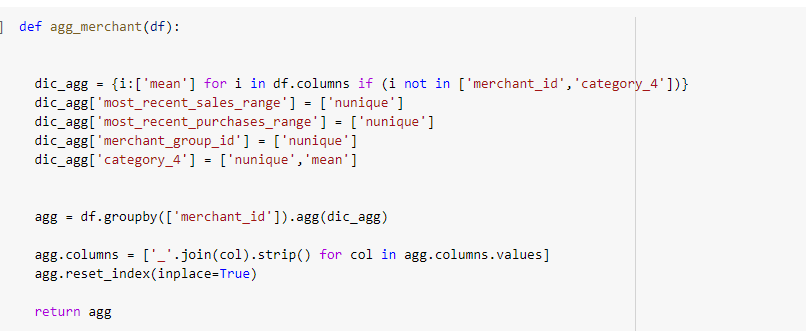 ] def agg_merchant(df):
dic_agg = {i:['mean'] for i in df.columns if (i not in ['merchant_id','category_4'])}
dic_agg['most_recent_sales_range'] = ['nunique']
dic_agg['most_recent_purchases_range'] = ['nunique']
dic_agg['merchant_group_id'] = ['nunique']
dic_agg['category_4'] = ['nunique','mean']
agg = df.groupby(['merchant_id']).agg(dic_agg)
agg.columns = ['_'.join(col).strip() for col in agg.columns.values]
agg.reset_index(inplace=True)
return agg